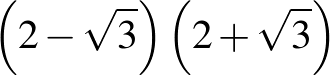 (2 − √3) (2 + √3)